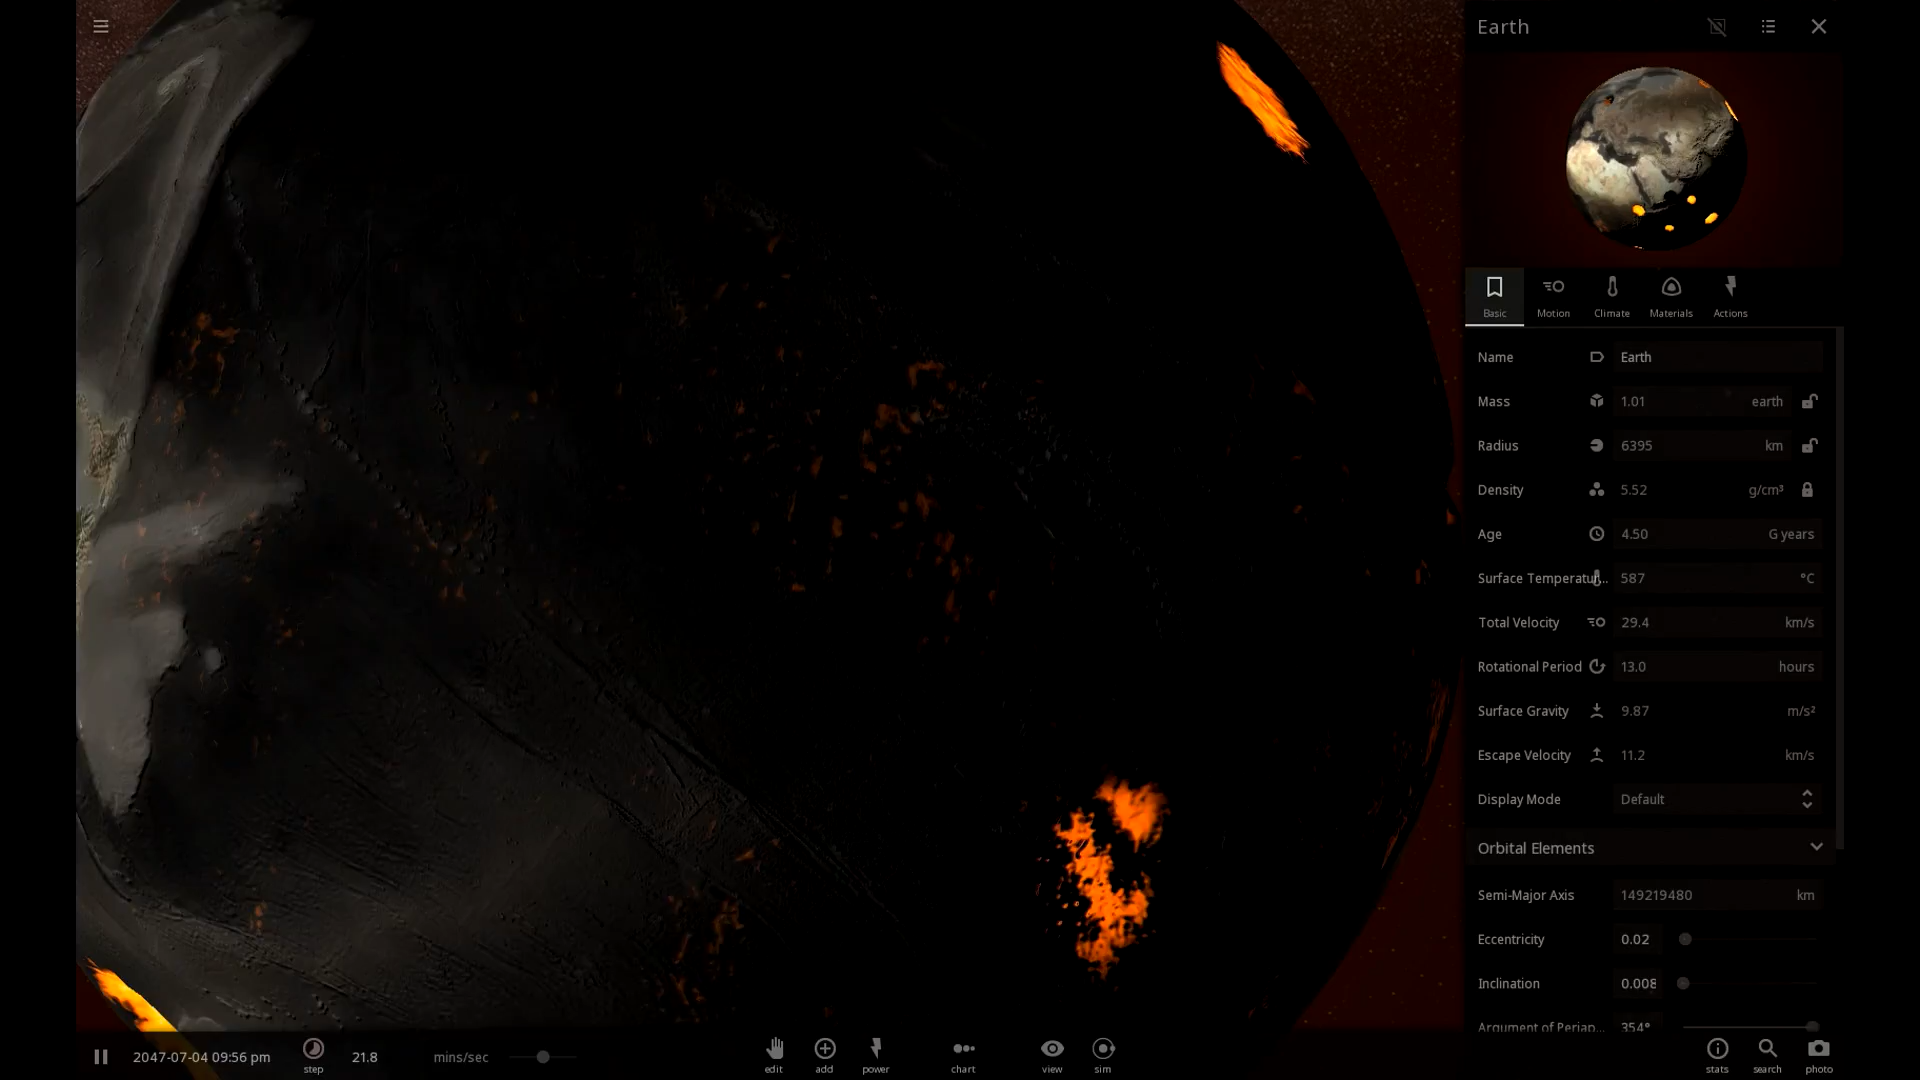 Earth
Basic
Motion
Climate
Materials
Actions
Name Earth
Mass 1.01 earth
Radius 6395 km
Density 5.52 g/cm³
Age 4.50 G years
Surface Temperatur... 587 °C
Total Velocity 29.4 km/s
Rotational Period 13.0 hours
Surface Gravity 9.87 m/s²
Escape Velocity 11.2 km/s
Display Mode Default
Orbital Elements
Semi-Major Axis 149219480 km
Eccentricity 0.02
Inclination 0.008
Argument of Periap... 354°
2047-07-04 09:56 pm
step
21.8 mins/sec
edit
add
power
chart
view
sim
stats
search
photo